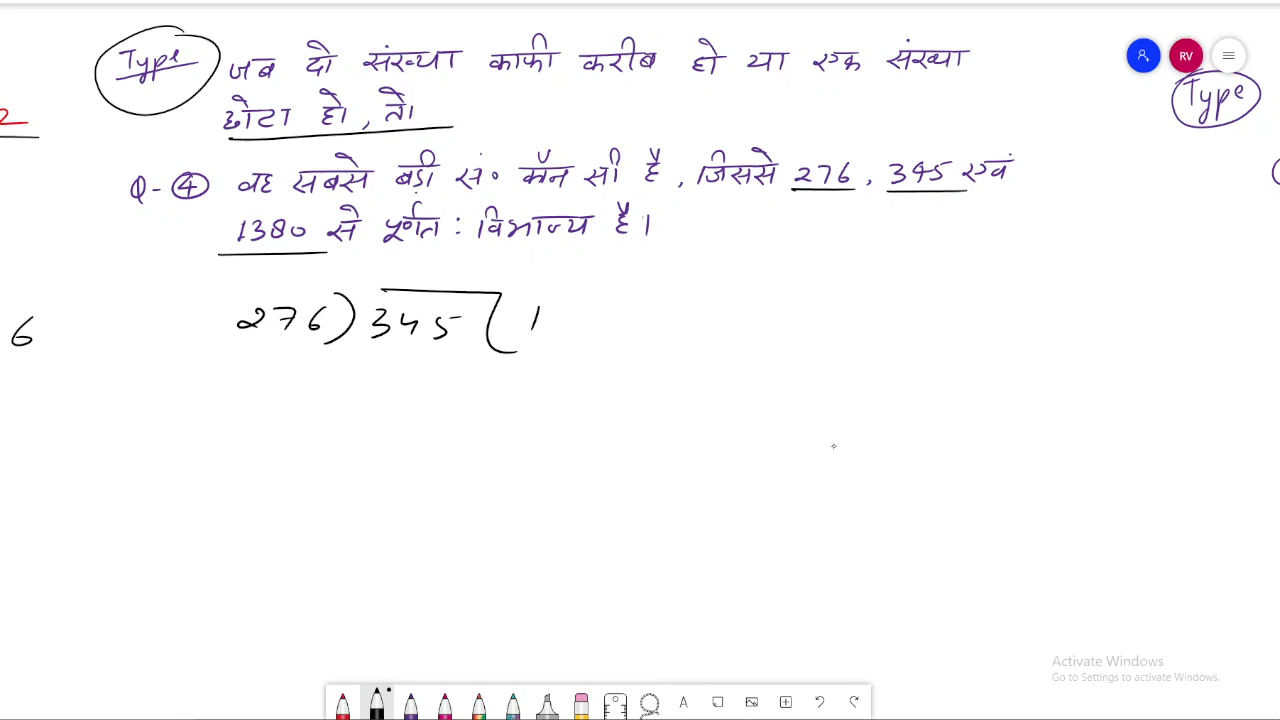 Type जब दो संख्या काफी करीब हो या एक संख्या
छोटा हो, तो।
RV
Type
2
Q-④ वह सबसे बड़ी सं॰ कौन सी है, जिससे 276, 345 एवं
1380 से पूर्णत: विभाज्य है।
6
276) 345 ( 1
Activate Windows
Go to Settings to activate Windows.
A